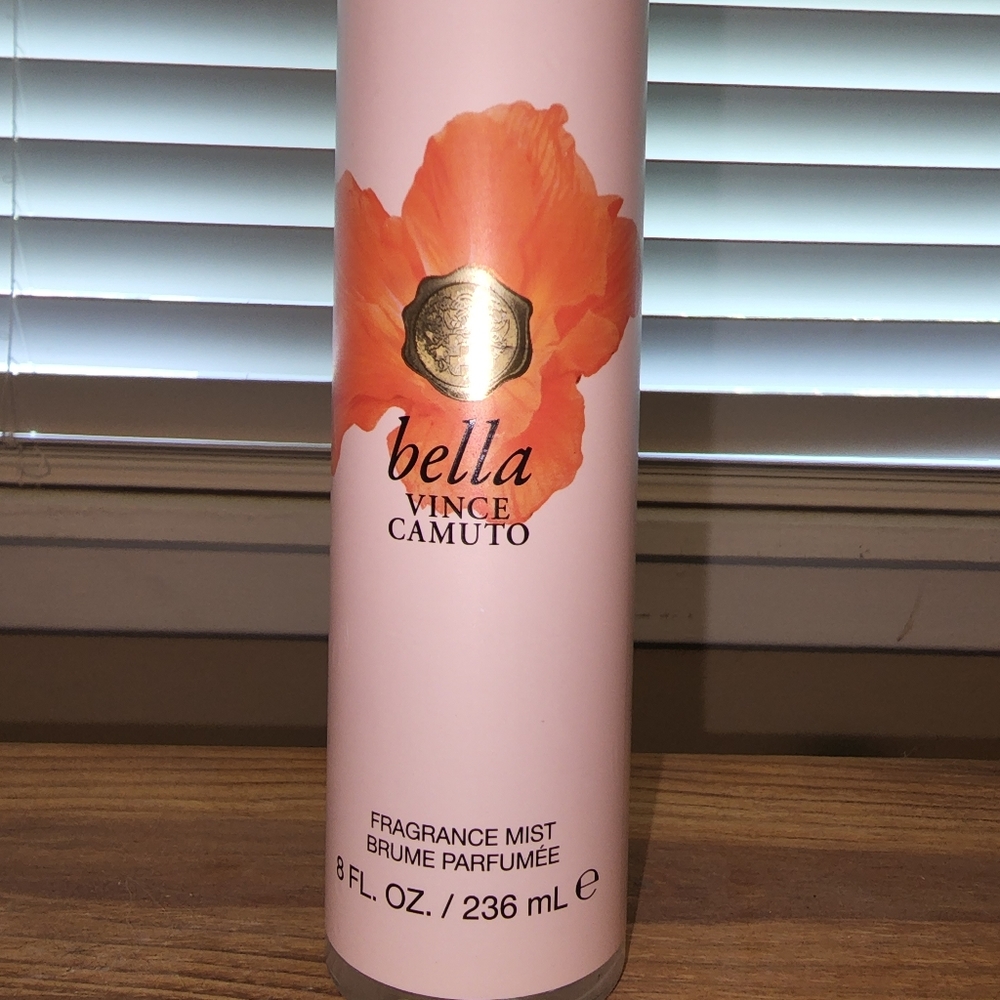 bella
VINCE
CAMUTO
FRAGRANCE MIST
BRUME PARFUMÉE
8 FL. OZ. / 236 mL ℮